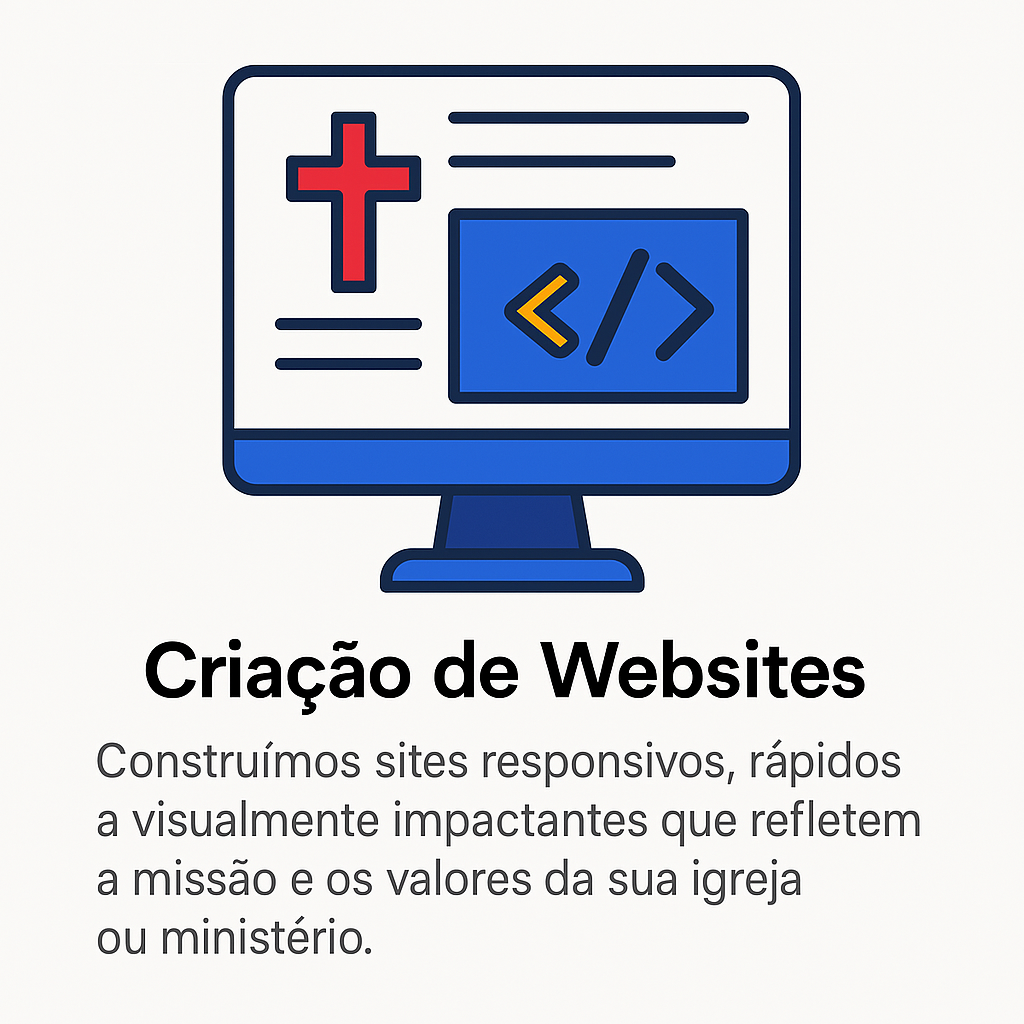 </>
Criação de Websites
Construímos sites responsivos, rápidos
a visualmente impactantes que refletem
a missão e os valores da sua igreja
ou ministério.